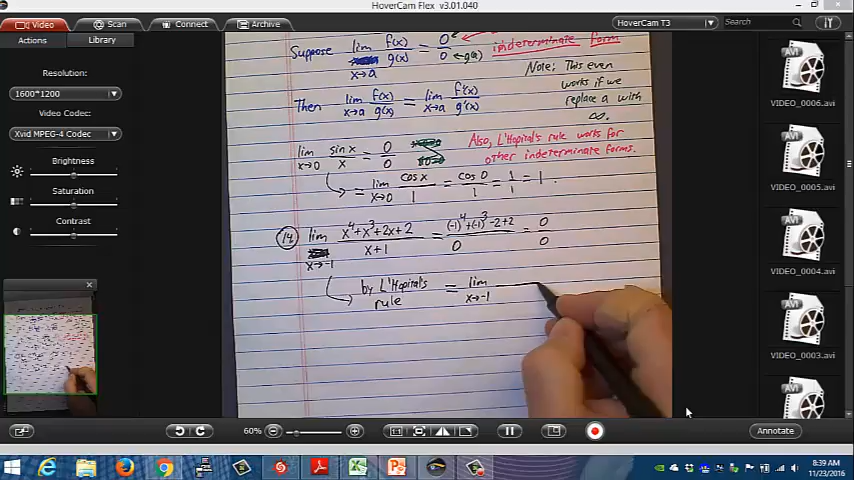 HoverCam Flex v3.01.040
Video
Scan
Connect
Archive
HoverCam T3
Search
Actions
Library
Resolution:
1600*1200
Video Codec:
Xvid MPEG-4 Codec
Brightness
Saturation
Contrast
Suppose lim x→a f(x)/g(x) = 0/0 ←g(a)
indeterminate form
Then lim x→a f(x)/g(x) = lim x→a f'(x)/g'(x)
Note: This even
works if we
replace a with
∞.
lim x→0 sin x/x = 0/0
Also, L'Hopital's rule works for
other indeterminate forms.
= lim x→0 cos x/1 = cos 0/1 = 1/1 = 1.
14 lim x→-1 x⁴+x³+2x+2/x+1 = (-1)⁴+(-1)³-2+2/0 = 0/0
by L'Hopital's
rule
= lim x→-1
VIDEO_0006.avi
VIDEO_0005.avi
VIDEO_0004.avi
VIDEO_0003.avi
60%
1:1
Annotate
8:39 AM
11/23/2016